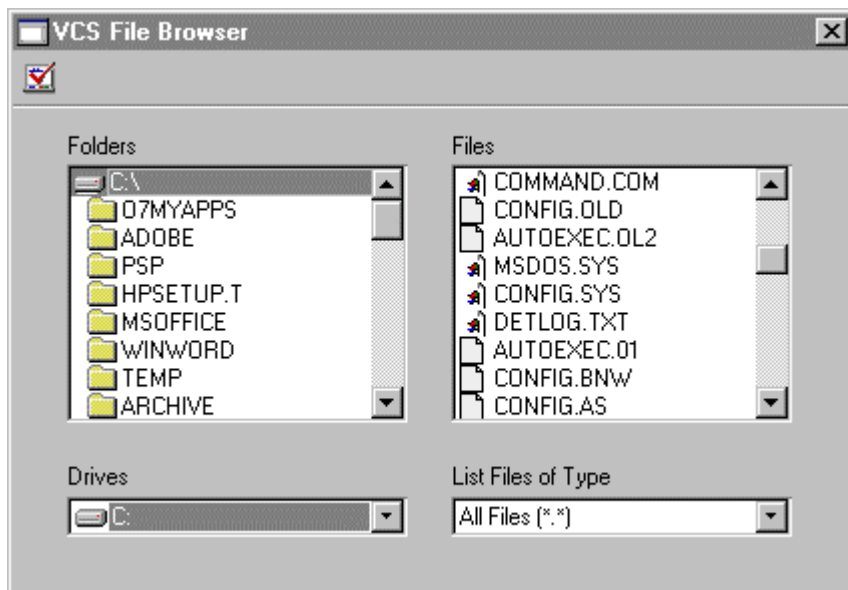 VCS File Browser
Folders
C:\
07MYAPPS
ADOBE
PSP
HPSETUP.T
MSOFFICE
WINWORD
TEMP
ARCHIVE
Files
COMMAND.COM
CONFIG.OLD
AUTOEXEC.OL2
MSDOS.SYS
CONFIG.SYS
DETLOG.TXT
AUTOEXEC.01
CONFIG.BNW
CONFIG.AS
Drives
C:
List Files of Type
All Files (*.*)